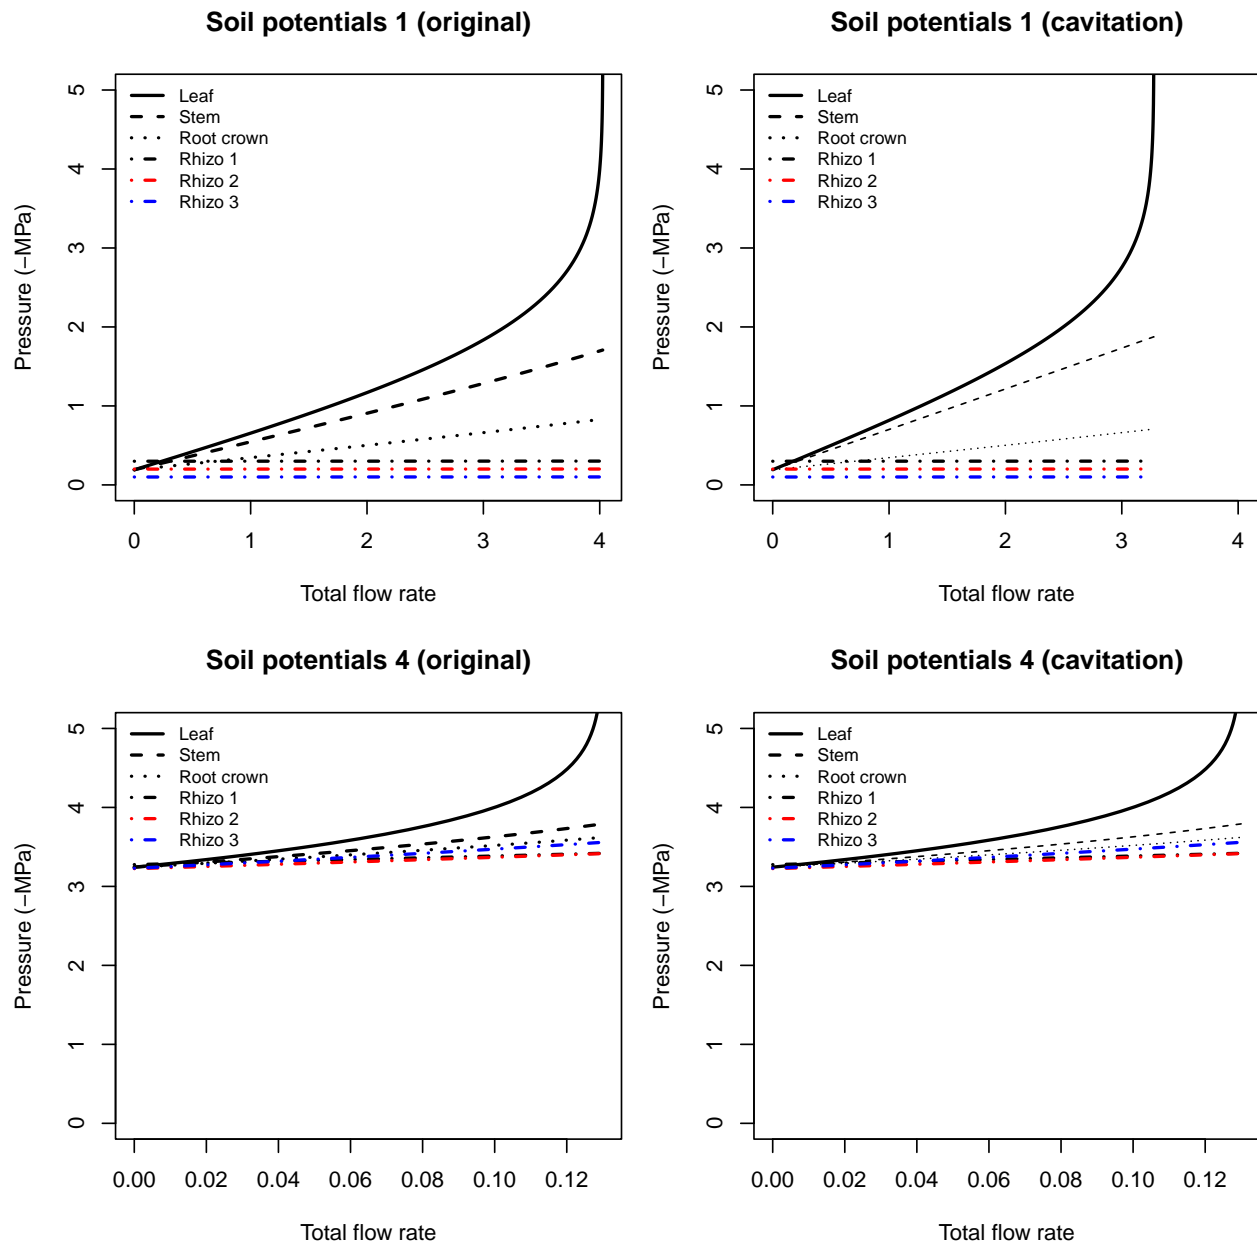 Soil potentials 1 (original)
Pressure (−MPa)
5
4
3
2
1
0
Leaf
Stem
Root crown
Rhizo 1
Rhizo 2
Rhizo 3
0 1 2 3 4
Total flow rate
Soil potentials 1 (cavitation)
Pressure (−MPa)
5
4
3
2
1
0
Leaf
Stem
Root crown
Rhizo 1
Rhizo 2
Rhizo 3
0 1 2 3 4
Total flow rate
Soil potentials 4 (original)
Pressure (−MPa)
5
4
3
2
1
0
Leaf
Stem
Root crown
Rhizo 1
Rhizo 2
Rhizo 3
0.00 0.02 0.04 0.06 0.08 0.10 0.12
Total flow rate
Soil potentials 4 (cavitation)
Pressure (−MPa)
5
4
3
2
1
0
Leaf
Stem
Root crown
Rhizo 1
Rhizo 2
Rhizo 3
0.00 0.02 0.04 0.06 0.08 0.10 0.12
Total flow rate